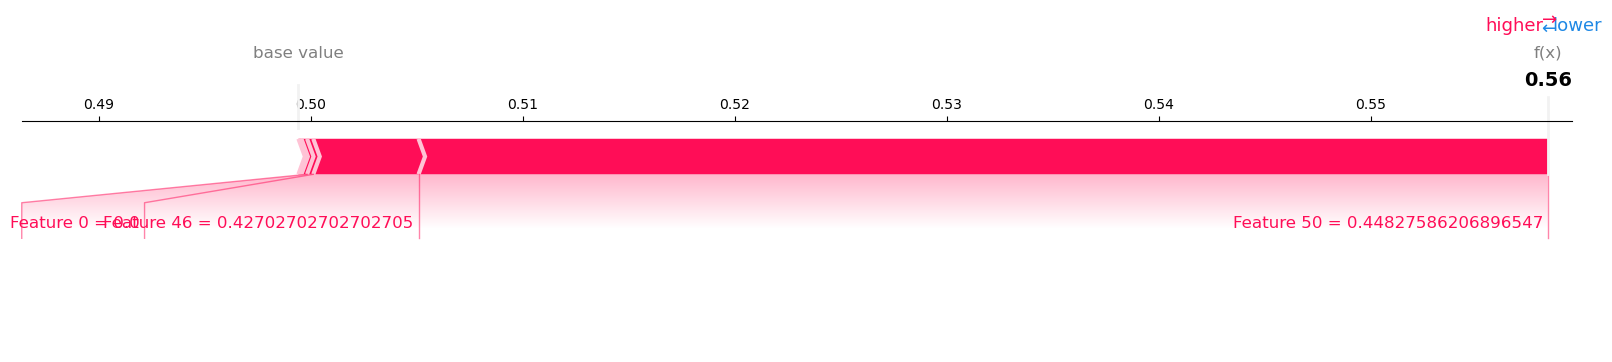 higher ⇄ lower
base value f(x)
0.56
0.49 0.50 0.51 0.52 0.53 0.54 0.55
Feature 0 = 0.0 Feature 46 = 0.42702702702702705 Feature 50 = 0.44827586206896547